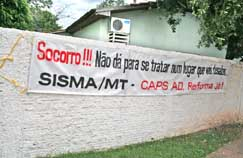 Socorro!!! Não dá para se tratar num lugar que vai desabar.
SISMA/MT - CAPS AD, Reforma Já!